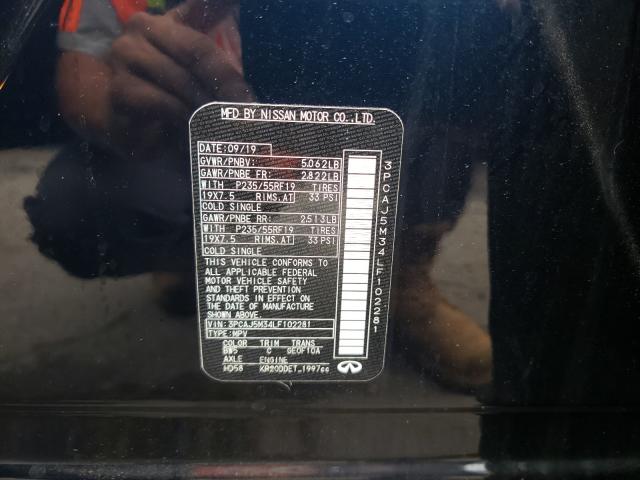 MFD BY NISSAN MOTOR CO.,LTD.
DATE: 09/19
GVWR/PNBV: 5,062LB
GAWR/PNBE FR: 2,822LB
WITH P235/55RF19 TIRES
19X7.5 RIMS.AT 33 PSI
COLD SINGLE
GAWR/PNBE RR: 2,513LB
WITH P235/55RF19 TIRES
19X7.5 RIMS.AT 33 PSI
COLD SINGLE
THIS VEHICLE CONFORMS TO
ALL APPLICABLE FEDERAL
MOTOR VEHICLE SAFETY
AND THEFT PREVENTION
STANDARDS IN EFFECT ON
THE DATE OF MANUFACTURE
SHOWN ABOVE.
VIN: 3PCAJ5M34LF102281
TYPE: MPV
COLOR TRIM TRANS
BW5 C GE0F10A
AXLE ENGINE
HD58 KR20DDET 1997cc
3PCAJ5M34LF102281